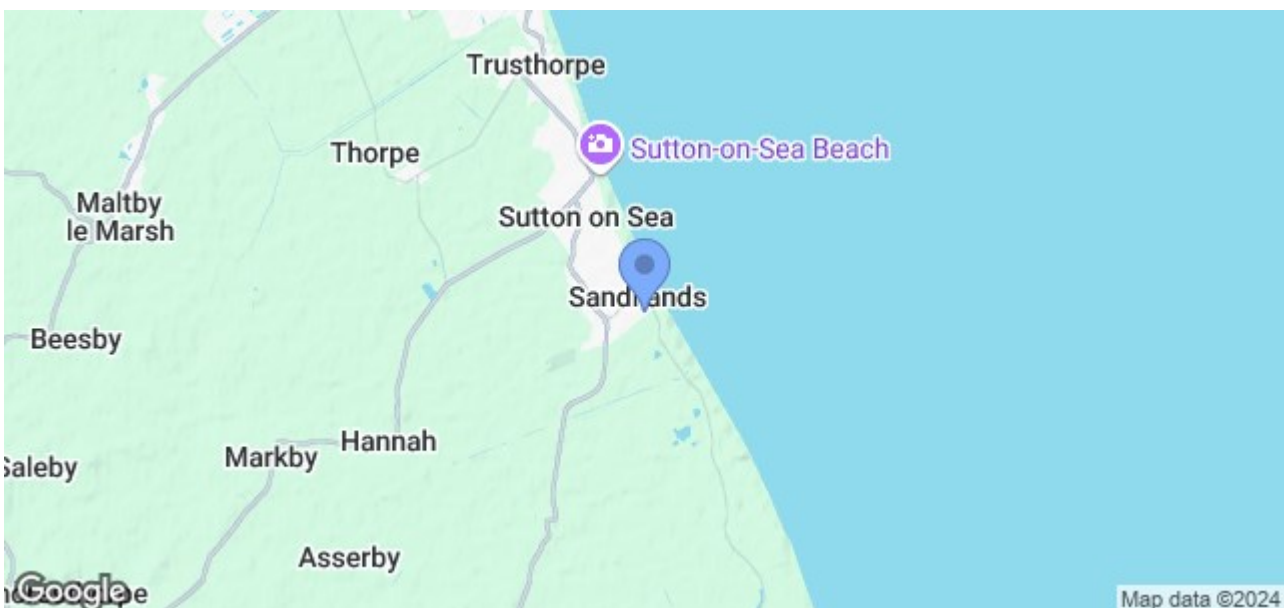 Trusthorpe
Sutton-on-Sea Beach
Thorpe
Maltby
le Marsh
Sutton on Sea
Sandilands
Beesby
Hannah
Markby
Saleby
Asserby
Google
Map data ©2024